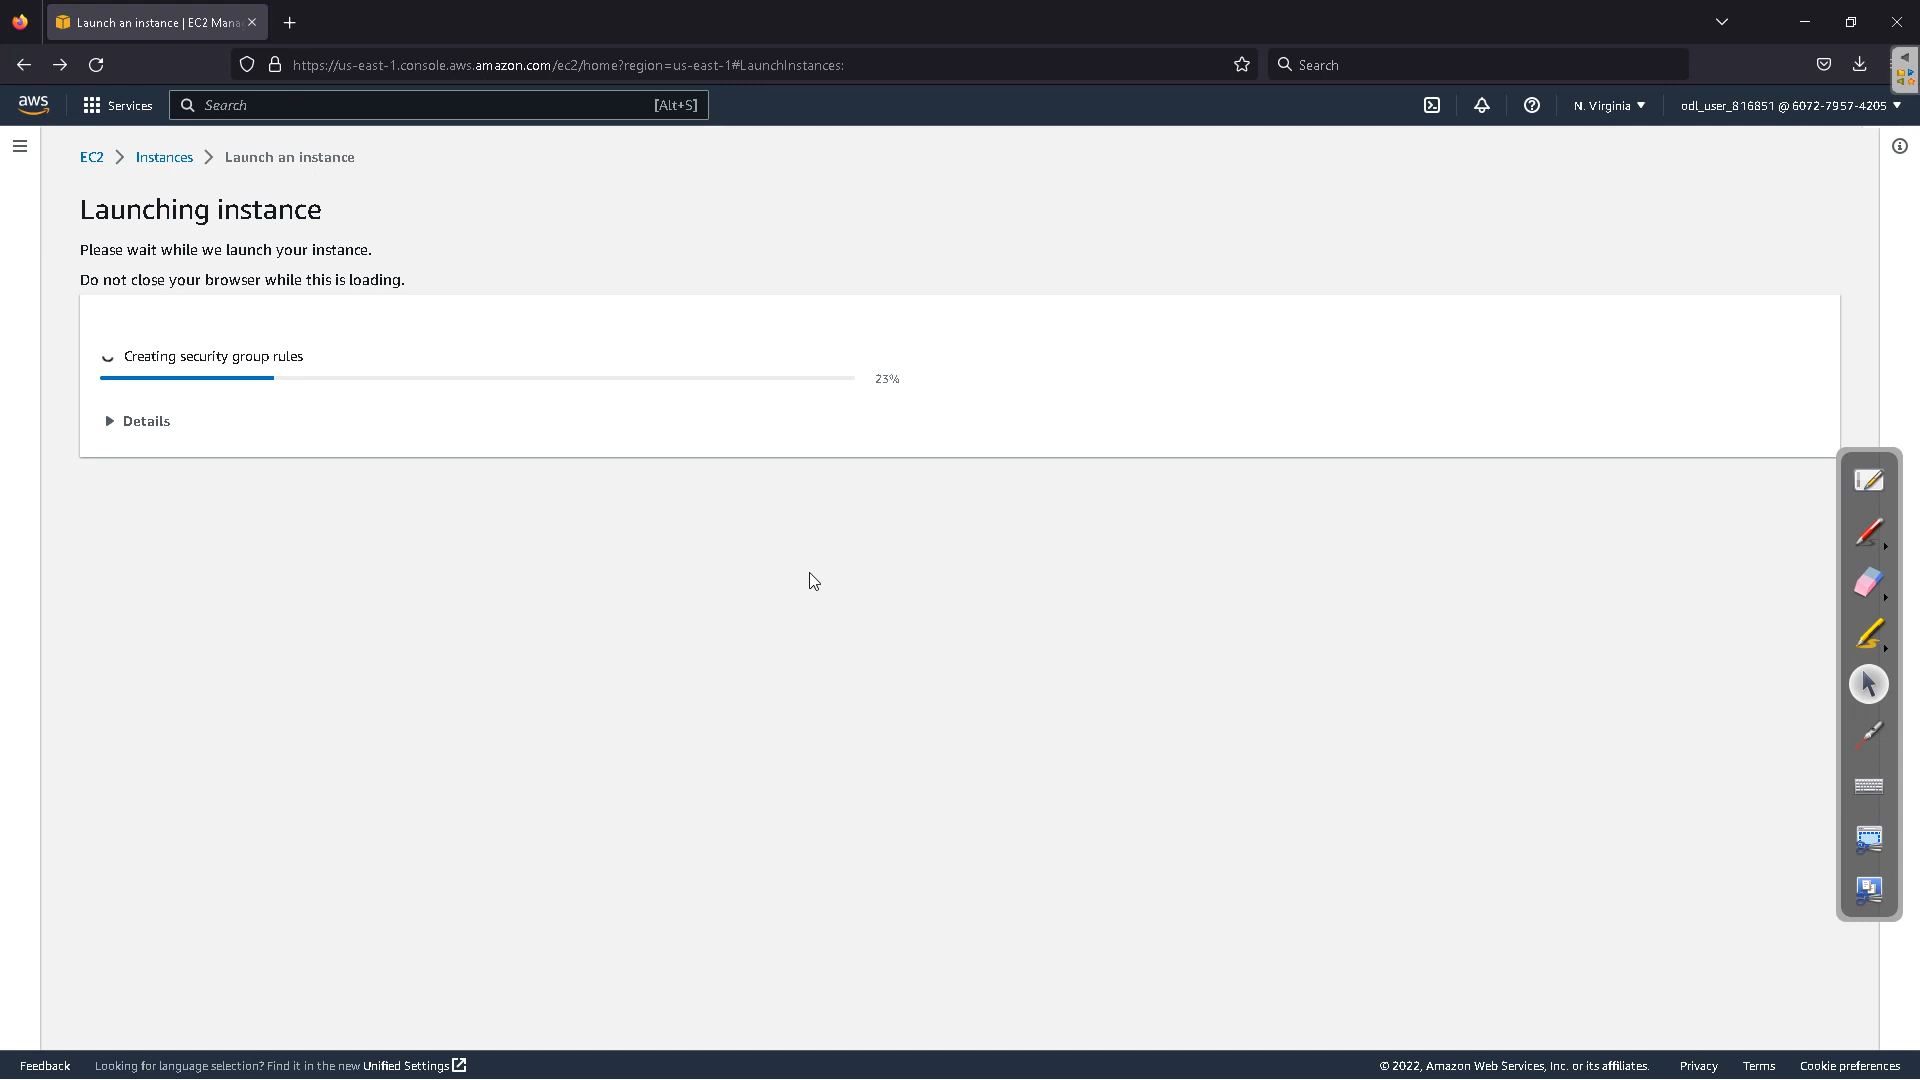 Launch an instance | EC2 Mana
https://us-east-1.console.aws.amazon.com/ec2/home?region=us-east-1#LaunchInstances:
Search
aws
Services
Search
[Alt+S]
N. Virginia
odl_user_816851 @ 6072-7957-4205
EC2
Instances
Launch an instance
Launching instance
Please wait while we launch your instance.
Do not close your browser while this is loading.
Creating security group rules
23%
Details
Feedback
Looking for language selection? Find it in the new Unified Settings
© 2022, Amazon Web Services, Inc. or its affiliates.
Privacy
Terms
Cookie preferences